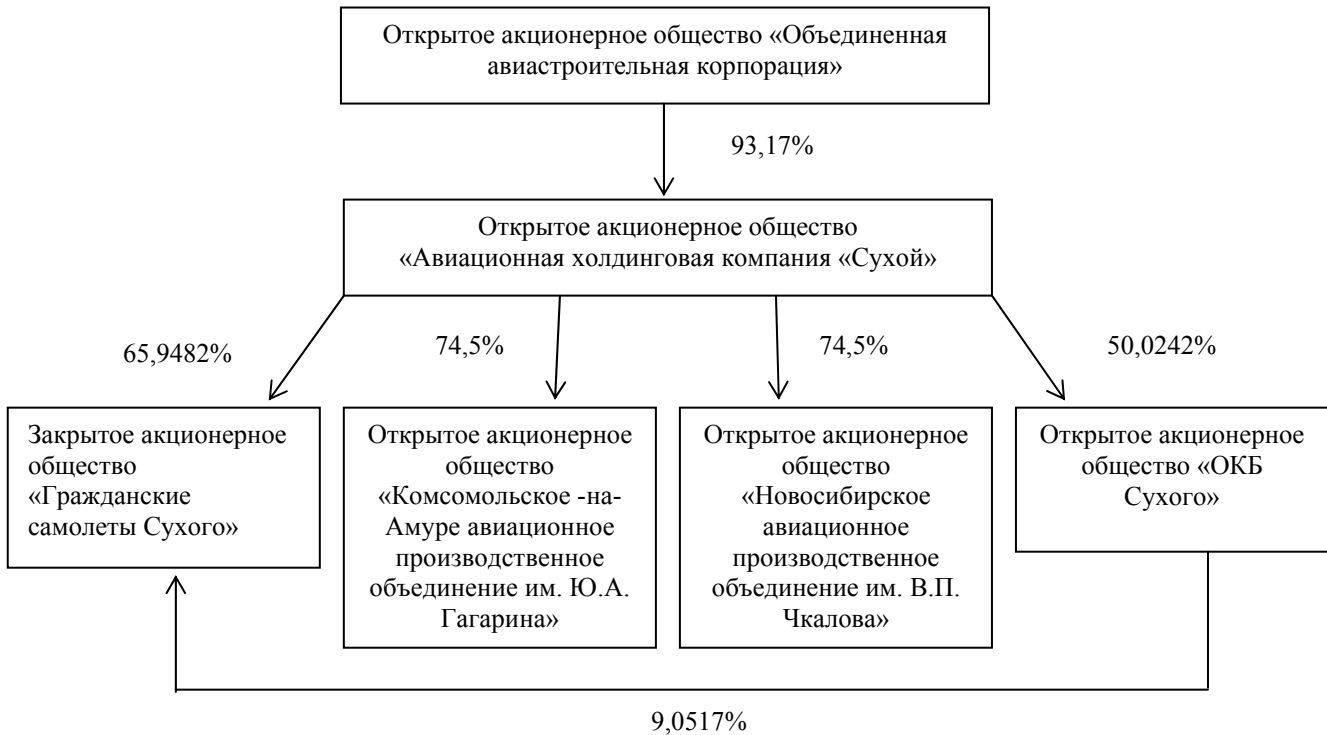 Открытое акционерное общество «Объединенная
авиастроительная корпорация»
93,17%
Открытое акционерное общество
«Авиационная холдинговая компания «Сухой»
65,9482%
74,5%
74,5%
50,0242%
Закрытое акционерное
общество
«Гражданские
самолеты Сухого»
Открытое акционерное
общество
«Комсомольское -на-
Амуре авиационное
производственное
объединение им. Ю.А.
Гагарина»
Открытое акционерное
общество
«Новосибирское
авиационное
производственное
объединение им. В.П.
Чкалова»
Открытое акционерное
общество «ОКБ
Сухого»
9,0517%